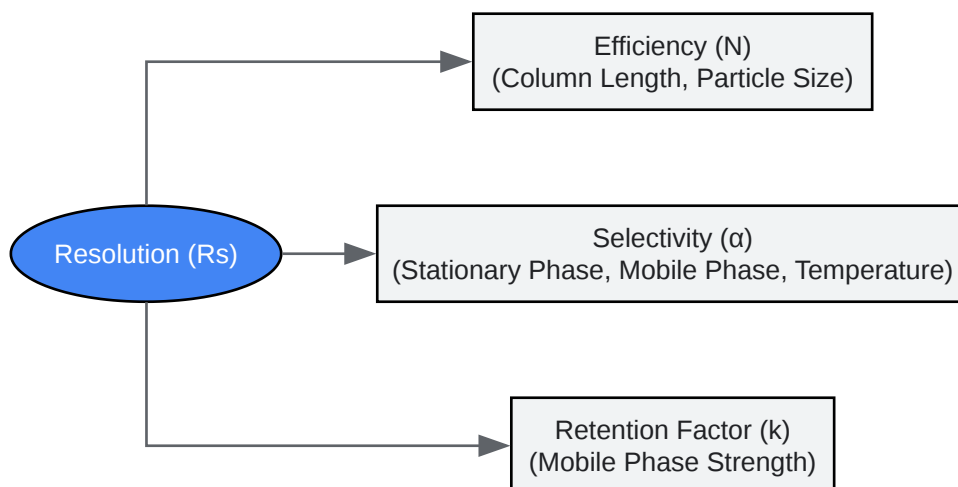 Efficiency (N)
(Column Length, Particle Size)
Resolution (Rs)
Selectivity (α)
(Stationary Phase, Mobile Phase, Temperature)
Retention Factor (k)
(Mobile Phase Strength)